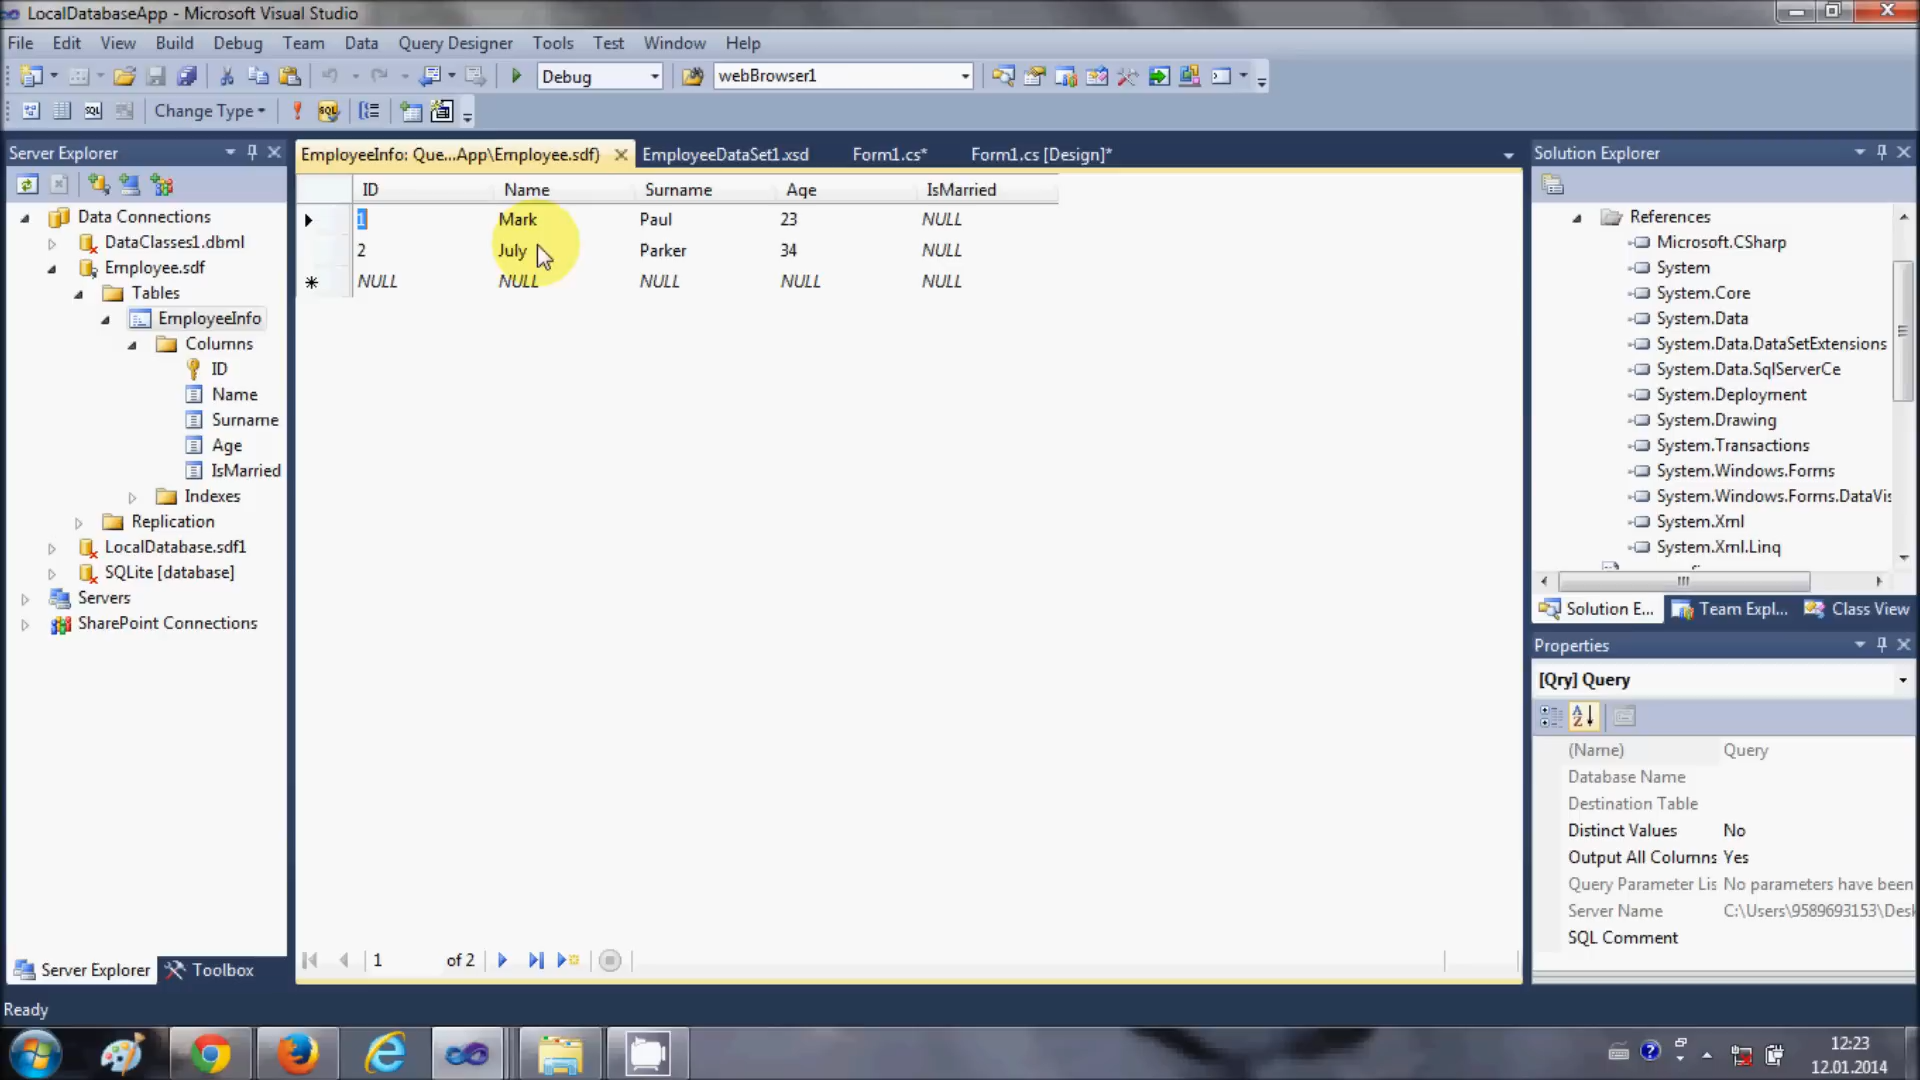 LocalDatabaseApp - Microsoft Visual Studio
File Edit View Build Debug Team Data Query Designer Tools Test Window Help
Debug webBrowser1
SQL Change Type SQL
Server Explorer
EmployeeInfo: Que...App\Employee.sdf) EmployeeDataSet1.xsd Form1.cs* Form1.cs [Design]*
Solution Explorer
ID Name Surname Age IsMarried
1 Mark Paul 23 NULL
2 July Parker 34 NULL
NULL NULL NULL NULL NULL
Data Connections
DataClasses1.dbml
Employee.sdf
Tables
EmployeeInfo
Columns
ID
Name
Surname
Age
IsMarried
Indexes
Replication
LocalDatabase.sdf1
SQLite [database]
Servers
SharePoint Connections
References
Microsoft.CSharp
System
System.Core
System.Data
System.Data.DataSetExtensions
System.Data.SqlServerCe
System.Deployment
System.Drawing
System.Transactions
System.Windows.Forms
System.Windows.Forms.DataVis
System.Xml
System.Xml.Linq
Solution E... Team Expl... Class View
Properties
[Qry] Query
(Name) Query
Database Name
Destination Table
Distinct Values No
Output All Columns Yes
Query Parameter Lis No parameters have been
Server Name C:\Users\9589693153\Desk
SQL Comment
1 of 2
Server Explorer Toolbox
Ready
12:23
12.01.2014